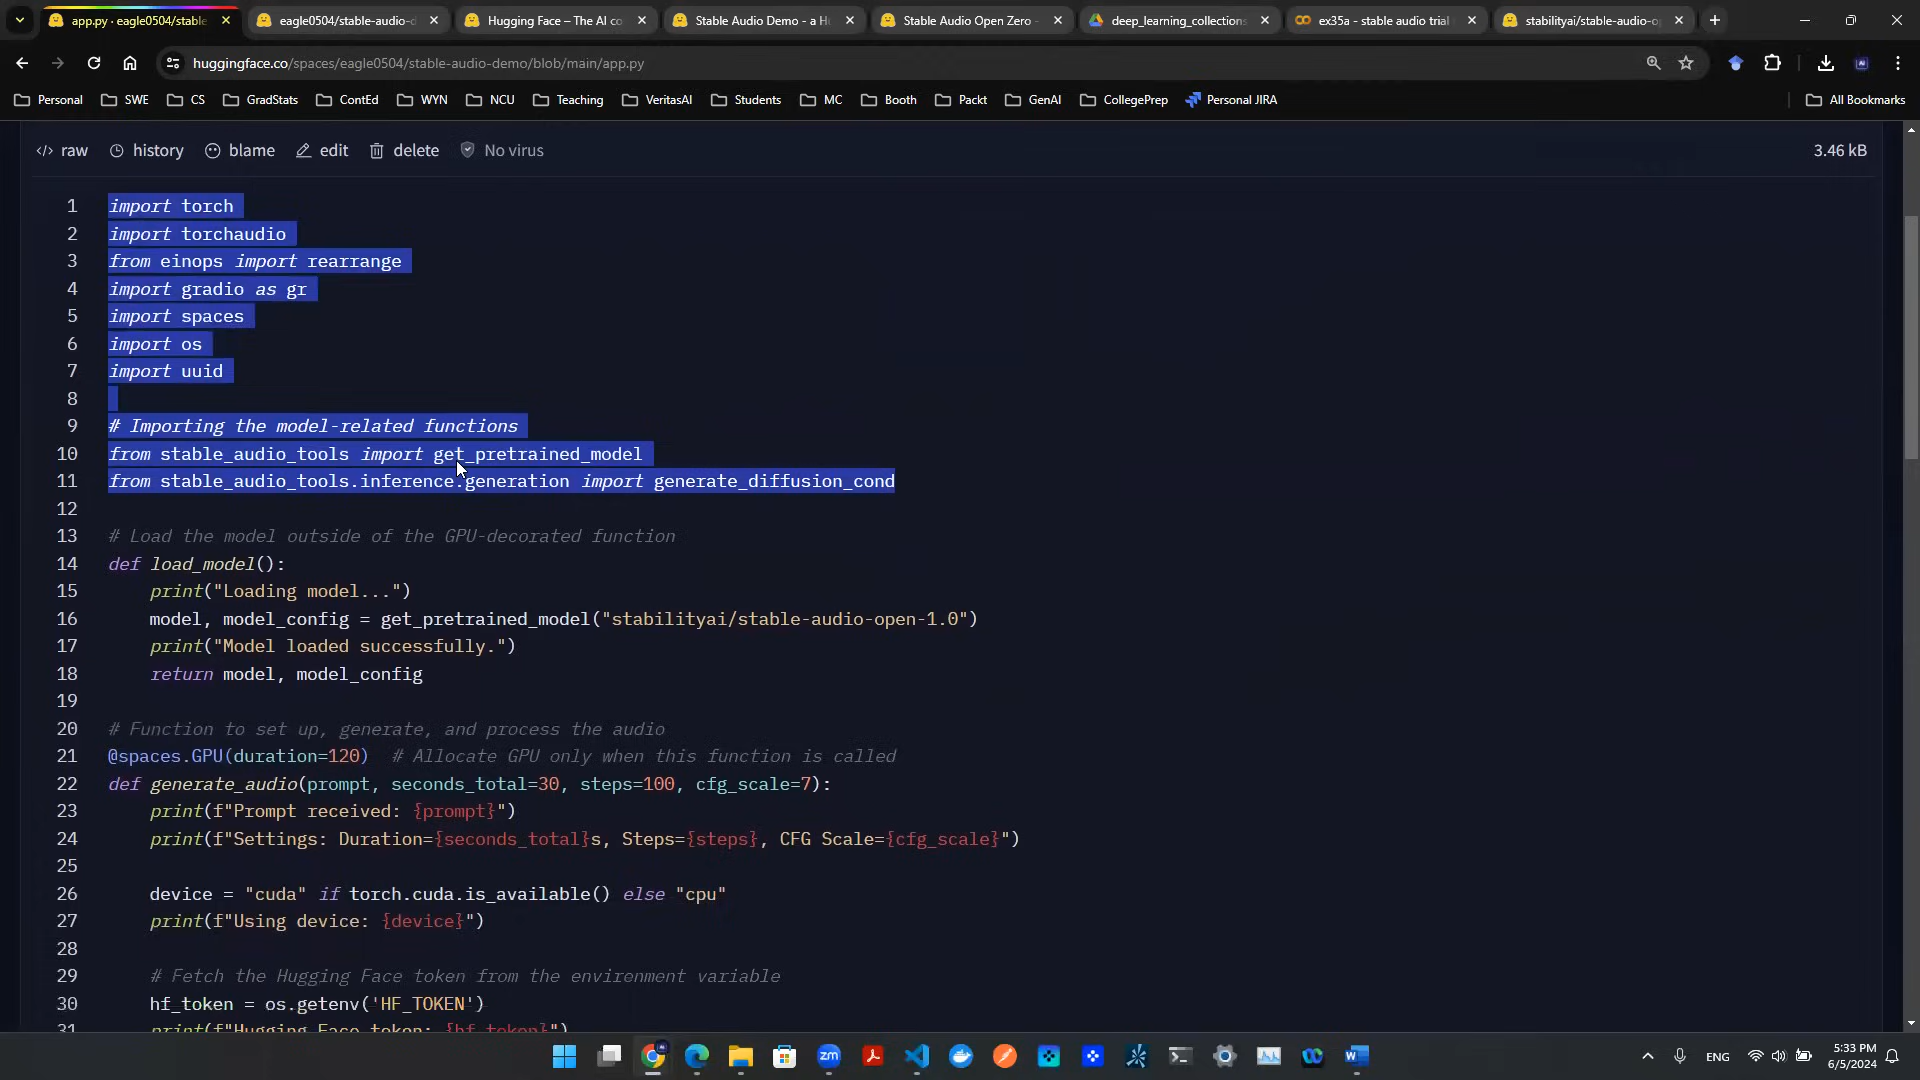 app.py · eagle0504/stable
eagle0504/stable-audio-d
Hugging Face – The AI co
Stable Audio Demo - a H
Stable Audio Open Zero -
deep_learning_collections
ex35a - stable audio trial
stabilityai/stable-audio-o
huggingface.co/spaces/eagle0504/stable-audio-demo/blob/main/app.py
Personal SWE CS GradStats ContEd WYN NCU Teaching VeritasAI Students MC Booth Packt GenAI CollegePrep Personal JIRA All Bookmarks
raw history blame edit delete No virus 3.46 kB
1 import torch
2 import torchaudio
3 from einops import rearrange
4 import gradio as gr
5 import spaces
6 import os
7 import uuid
8
9 # Importing the model-related functions
10 from stable_audio_tools import get_pretrained_model
11 from stable_audio_tools.inference.generation import generate_diffusion_cond
12
13 # Load the model outside of the GPU-decorated function
14 def load_model():
15 print("Loading model...")
16 model, model_config = get_pretrained_model("stabilityai/stable-audio-open-1.0")
17 print("Model loaded successfully.")
18 return model, model_config
19
20 # Function to set up, generate, and process the audio
21 @spaces.GPU(duration=120) # Allocate GPU only when this function is called
22 def generate_audio(prompt, seconds_total=30, steps=100, cfg_scale=7):
23 print(f"Prompt received: {prompt}")
24 print(f"Settings: Duration={seconds_total}s, Steps={steps}, CFG Scale={cfg_scale}")
25
26 device = "cuda" if torch.cuda.is_available() else "cpu"
27 print(f"Using device: {device}")
28
29 # Fetch the Hugging Face token from the environment variable
30 hf_token = os.getenv('HF_TOKEN')
31 print(f"Hugging Face token: {hf_token}")
zm
ENG
5:33 PM
6/5/2024